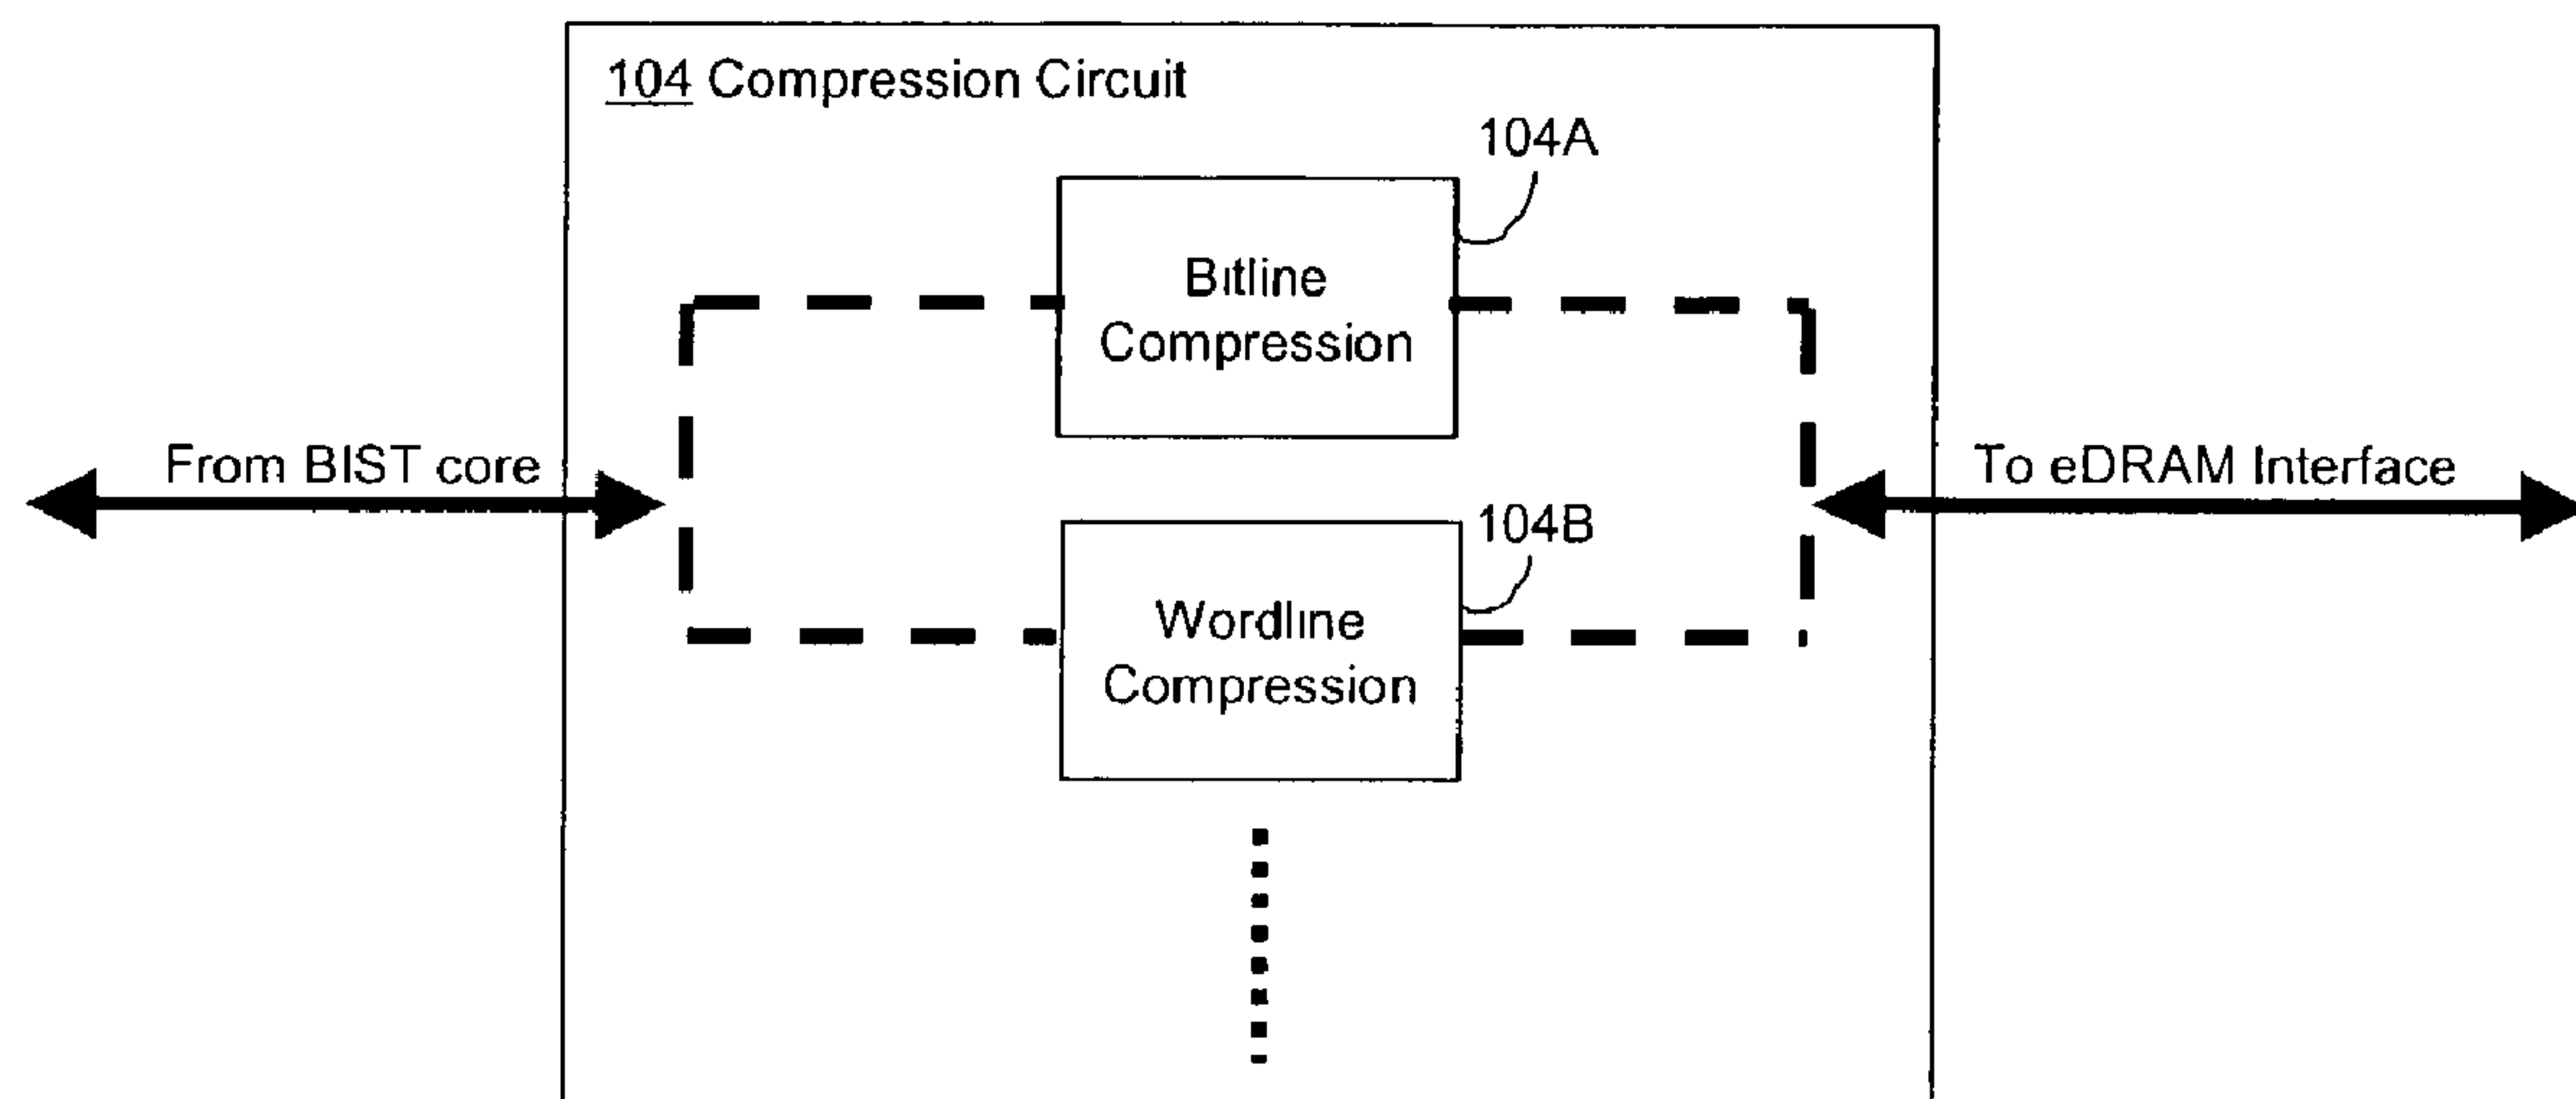 104 Compression Circuit
104A
Bitline
Compression
From BIST core
To eDRAM Interface
104B
Wordline
Compression